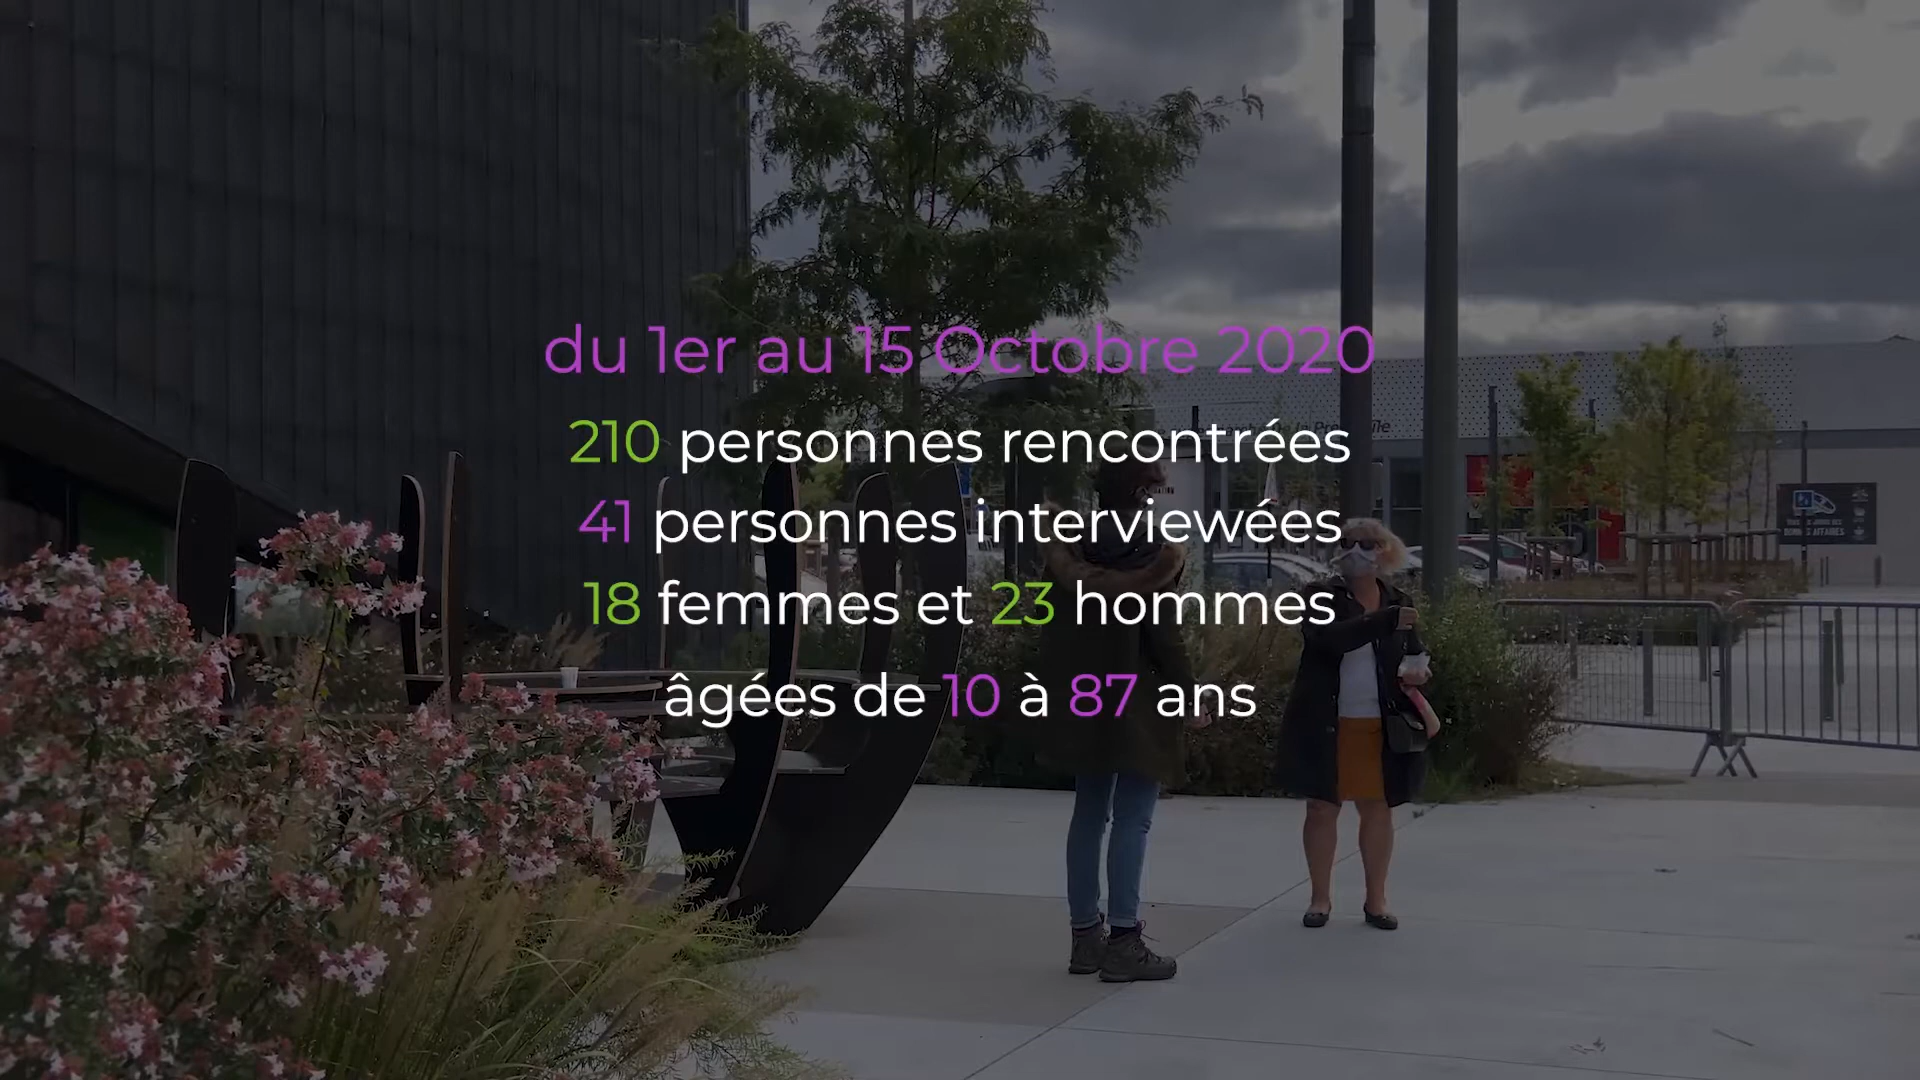 du 1er au 15 Octobre 2020
210 personnes rencontrées
41 personnes interviewées
18 femmes et 23 hommes
âgées de 10 à 87 ans